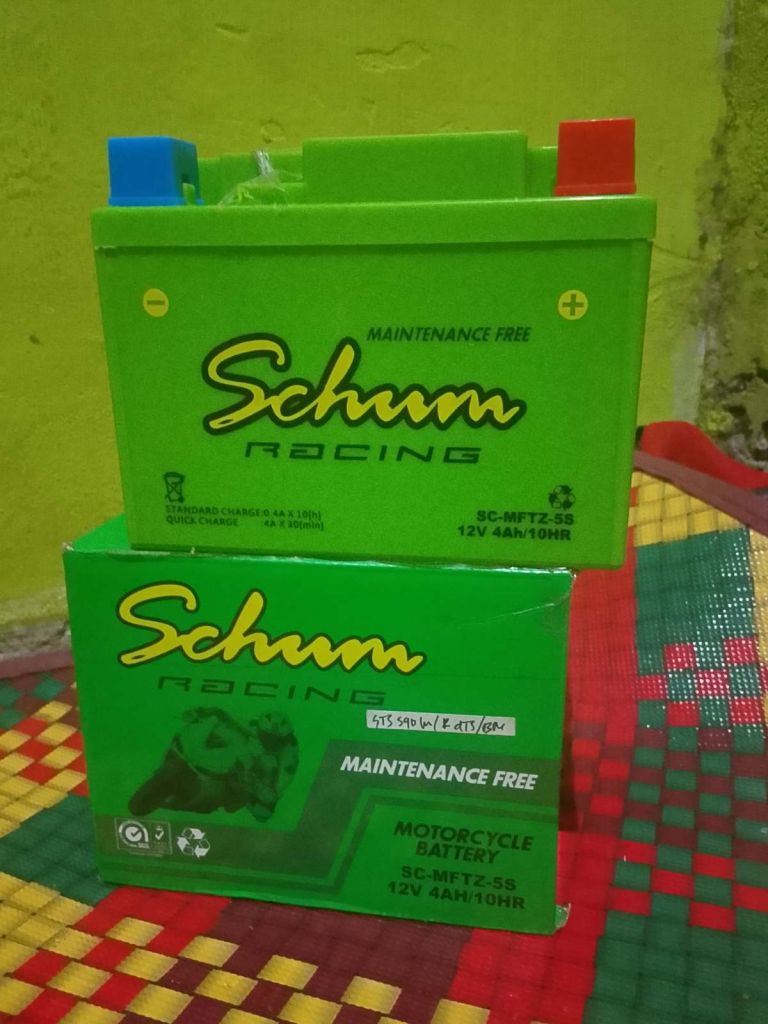 MAINTENANCE FREE
Schum
RACING
STANDARD CHARGE:0.4A X 10(h)
QUICK CHARGE :4A X 30(min)
SC-MFTZ-5S
12V 4Ah/10HR
Schum
RACING
MAINTENANCE FREE
MOTORCYCLE
BATTERY
SC-MFTZ-5S
12V 4AH/10HR
SGS